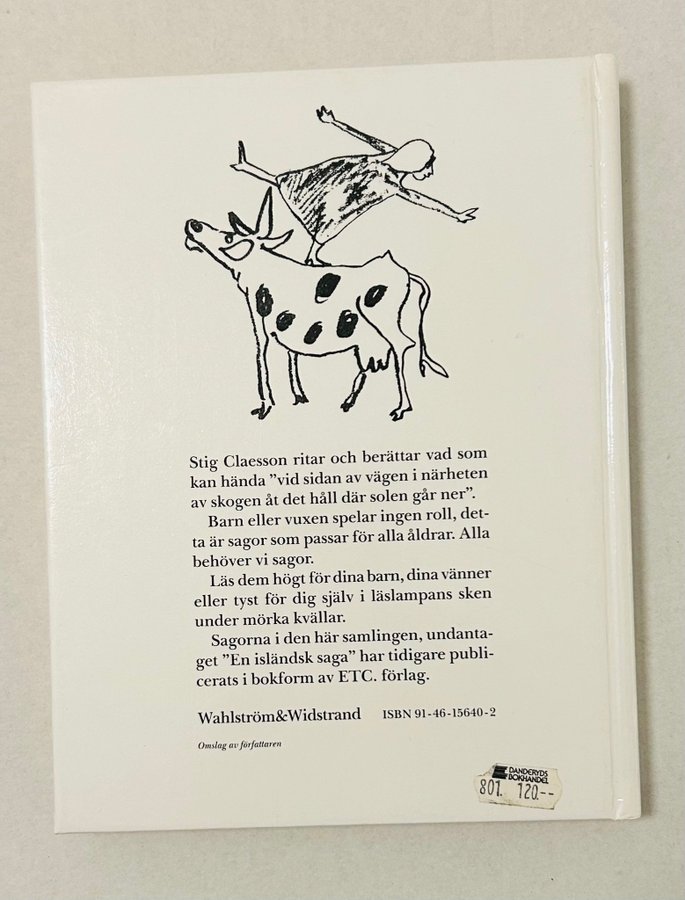 Stig Claesson ritar och berättar vad som
kan hända ”vid sidan av vägen i närheten
av skogen åt det håll där solen går ner”.
Barn eller vuxen spelar ingen roll, det-
ta är sagor som passar för alla åldrar. Alla
behöver vi sagor.
Läs dem högt för dina barn, dina vänner
eller tyst för dig själv i läslampans sken
under mörka kvällar.
Sagorna i den här samlingen, undanta-
get ”En isländsk saga” har tidigare publi-
cerats i bokform av ETC. förlag.
Wahlström&Widstrand ISBN 91-46-15640-2
Omslag av författaren
DANDERYDS
BOKHANDEL
801. 120.--